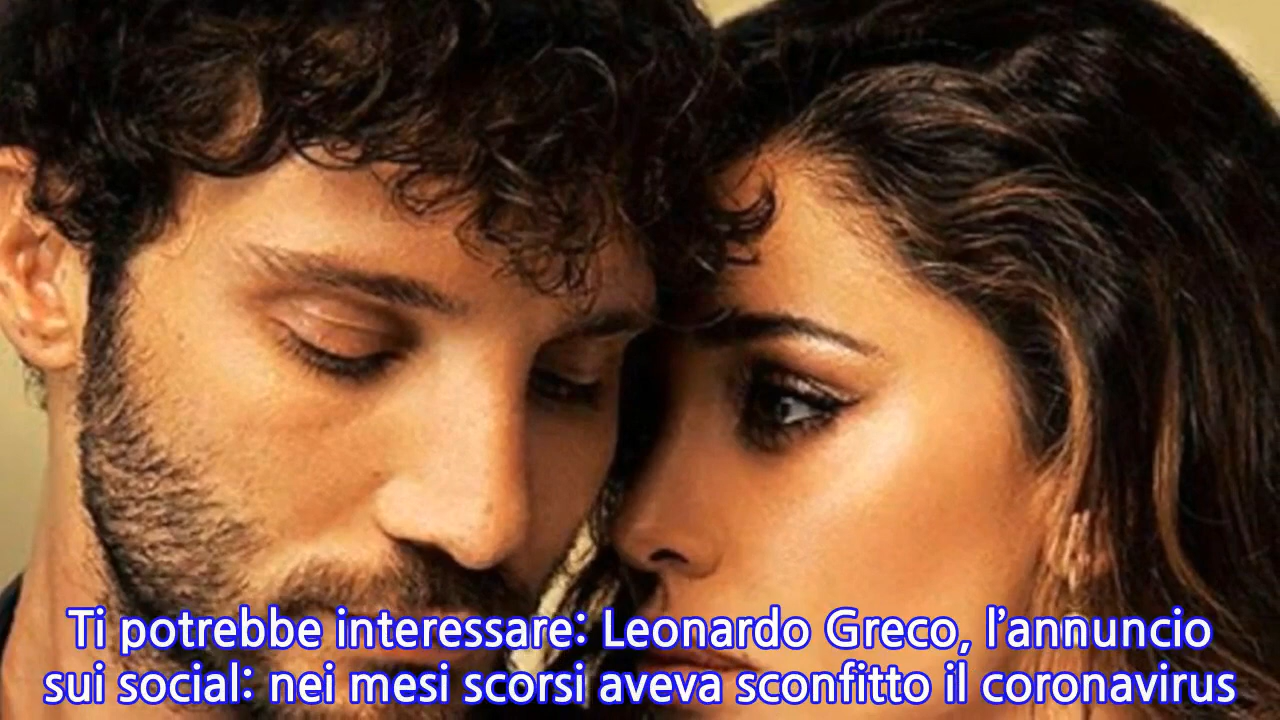 Ti potrebbe interessare: Leonardo Greco, l’annuncio
sui social: nei mesi scorsi aveva sconfitto il coronavirus